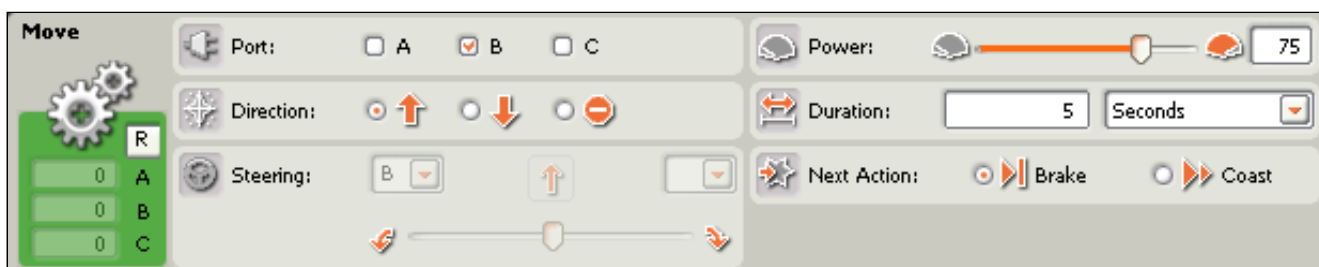 Move
R
0 A
0 B
0 C
Port: A B C
Direction:
Steering: B
Power: 75
Duration: 5 Seconds
Next Action: Brake Coast